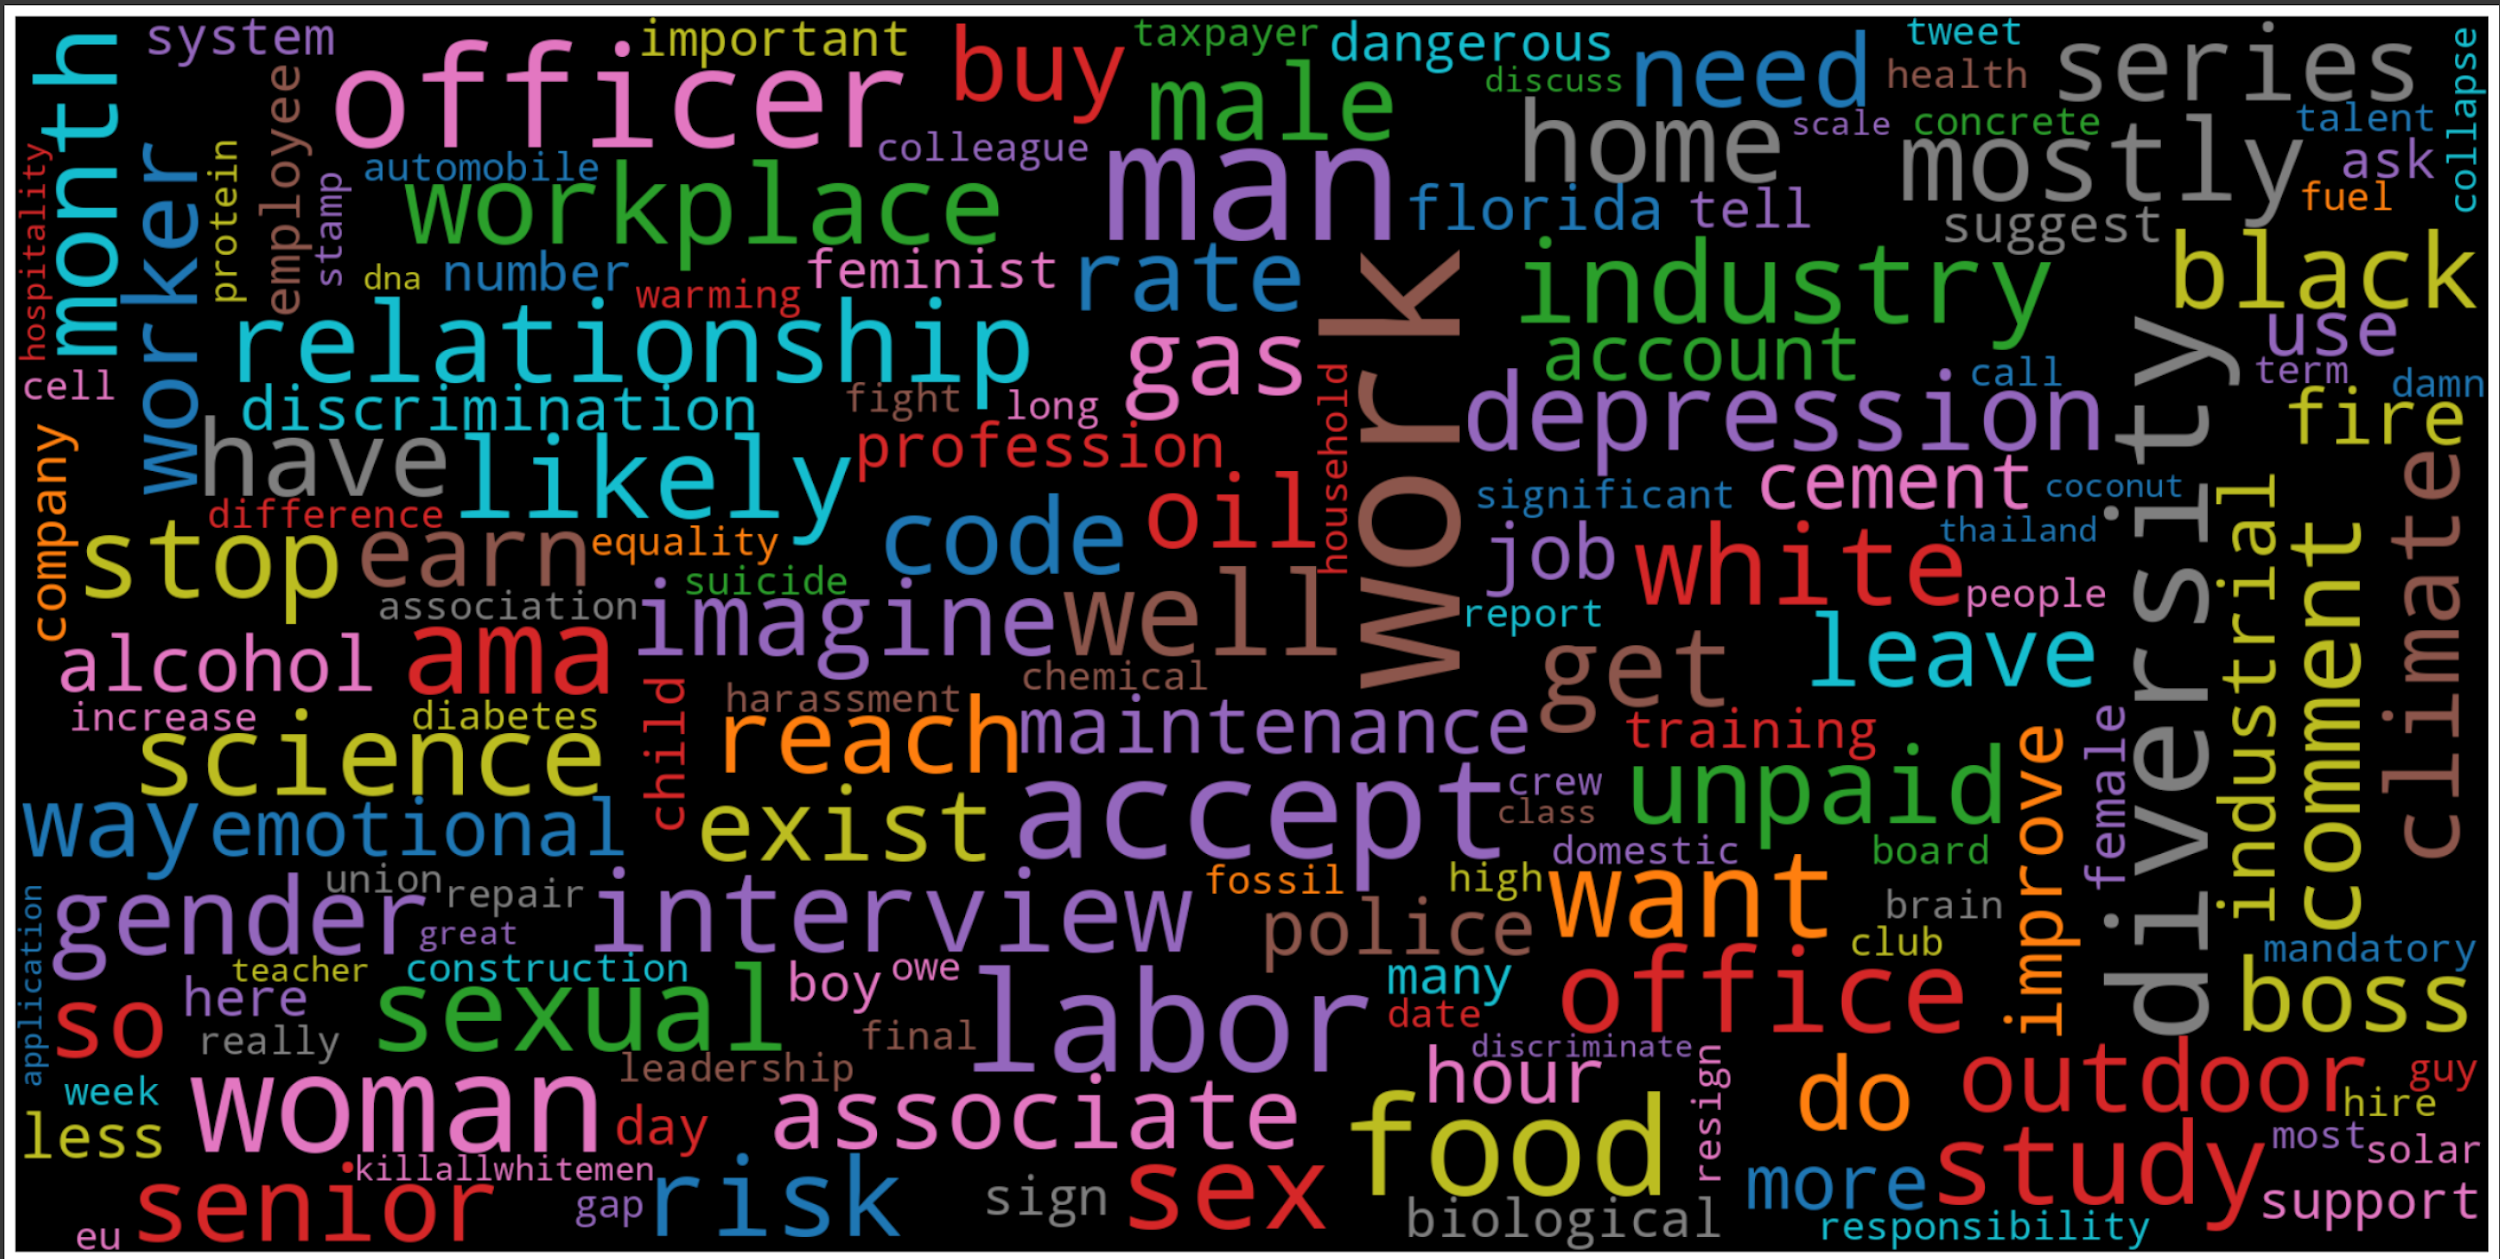 month
system
officer
important
buy
taxpayer
dangerous
discuss
need
tweet
health
series
collapse
employee
male
home
scale
concrete
talent
mostly
ask
fuel
hospitality
worker
protein
stamp
automobile
colleague
workplace
man
florida
tell
suggest
dna
number
warming
feminist
rate
work
industry
black
relationship
gas
account
use
cell
discrimination
fight
long
household
depression
call
diversity
term
damn
fire
company
have
likely
profession
oil
significant
cement
coconut
climate
difference
code
job
white
thailand
industrial
stop
earn
equality
suicide
association
imagine
well
report
people
comment
alcohol
ama
chemical
get
leave
increase
diabetes
child
harassment
reach
maintenance
training
science
accept
crew
class
unpaid
improve
female
way
emotional
exist
domestic
board
application
gender
union
repair
great
interview
fossil
high
want
brain
police
club
mandatory
teacher
construction
boy
owe
labor
many
date
office
boss
so
here
really
sexual
final
leadership
discriminate
hour
resign
do
outdoor
guy
week
woman
day
associate
food
hire
less
killallwhitemen
most
solar
senior
gap
risk
sign
sex
biological
more
study
support
eu
responsibility